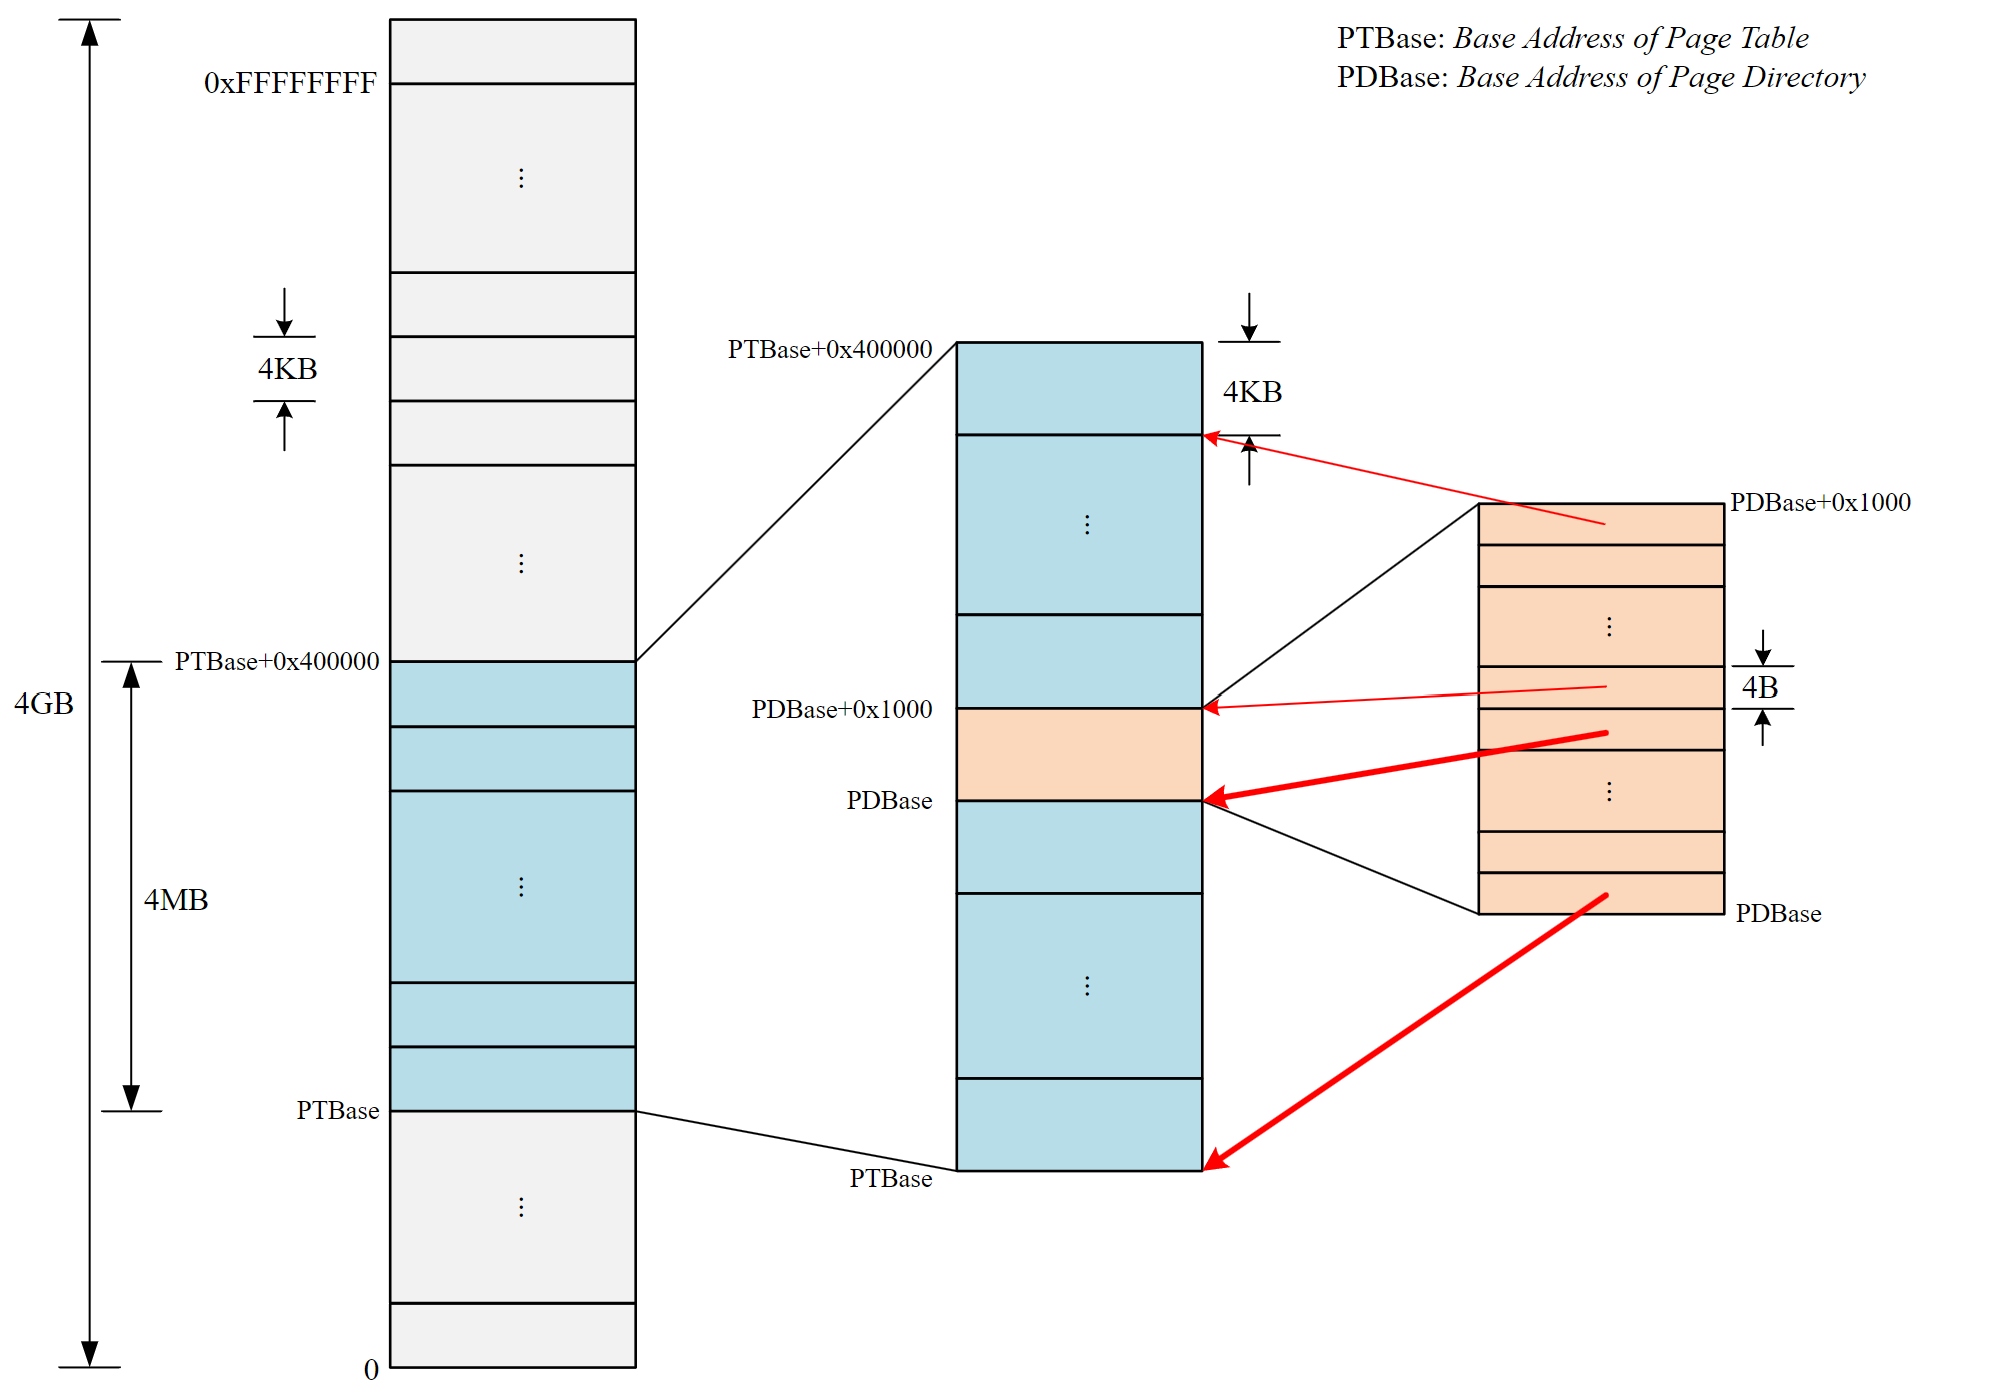 PTBase: Base Address of Page Table
PDBase: Base Address of Page Directory
0xFFFFFFFF
4KB
PTBase+0x400000
4GB
4MB
PTBase
0
PTBase+0x400000
4KB
PDBase+0x1000
PDBase
PTBase
PDBase+0x1000
4B
PDBase